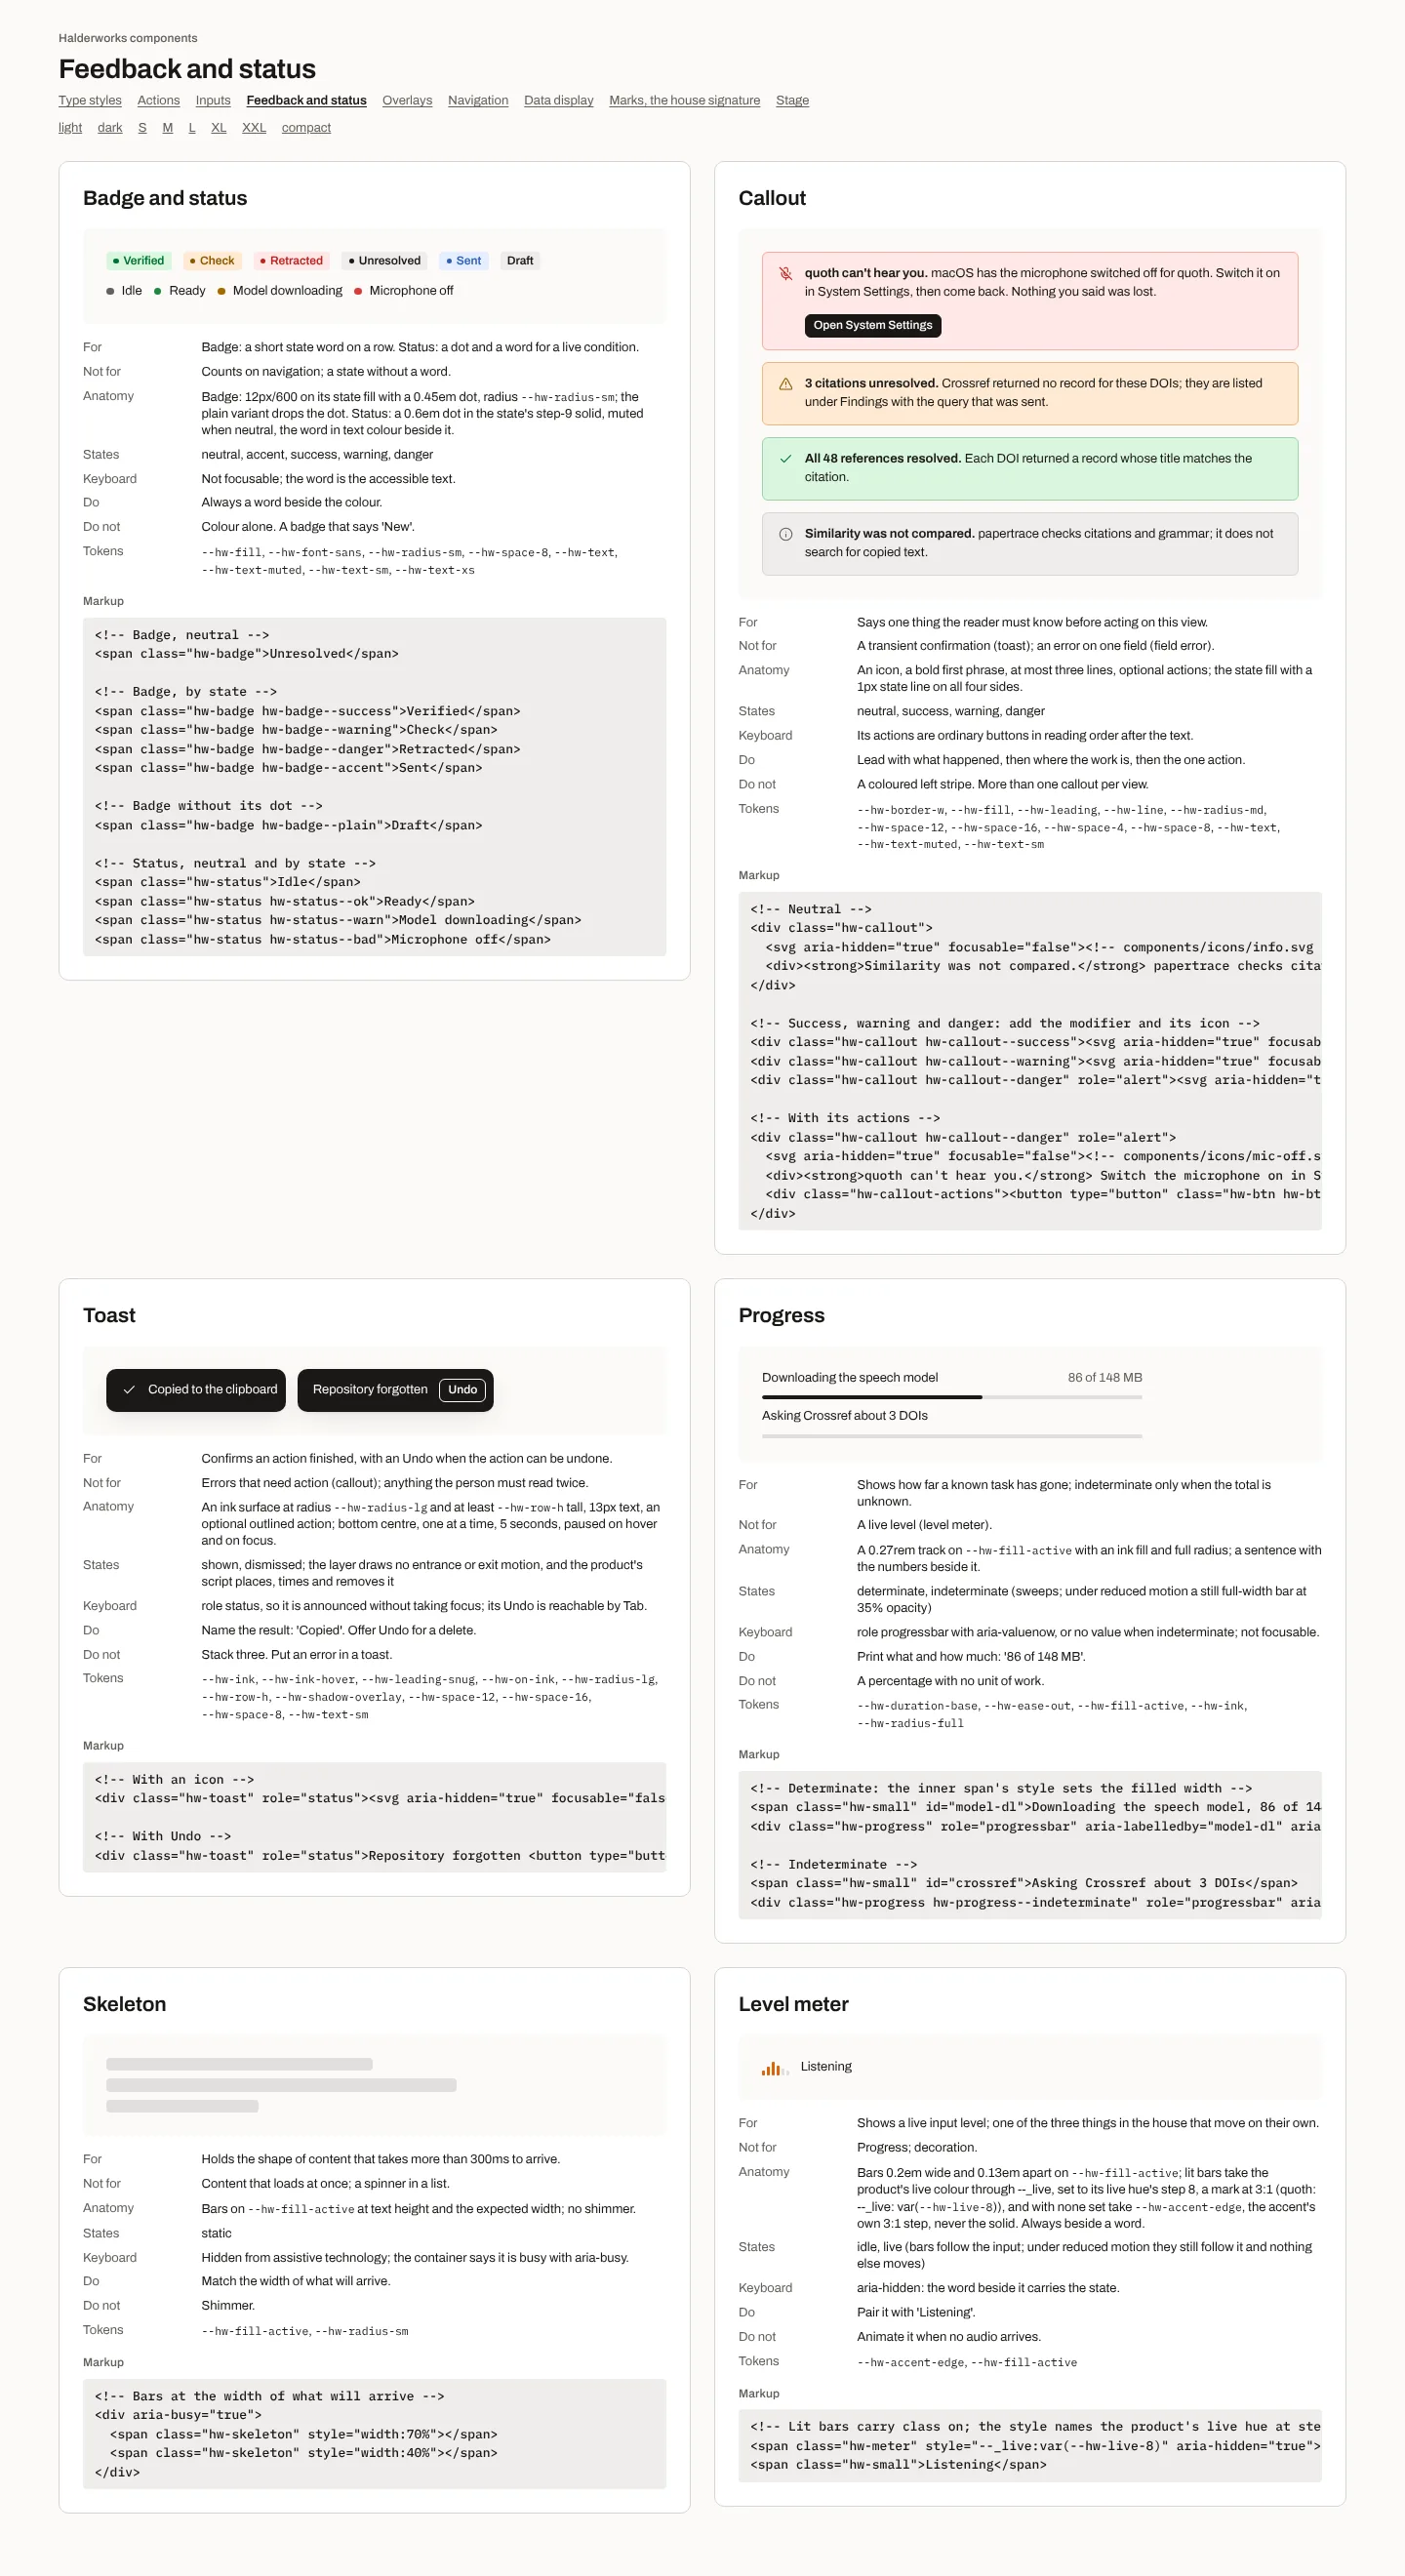 Halderworks components
Feedback and status
Type styles Actions Inputs Feedback and status Overlays Navigation Data display Marks, the house signature Stage
light dark S M L XL XXL compact
Badge and status
Verified Check Retracted Unresolved Sent Draft
Idle Ready Model downloading Microphone off
For Badge: a short state word on a row. Status: a dot and a word for a live condition.
Not for Counts on navigation; a state without a word.
Anatomy Badge: 12px/600 on its state fill with a 0.45em dot, radius --hw-radius-sm; the
plain variant drops the dot. Status: a 0.6em dot in the state's step-9 solid, muted
when neutral, the word in text colour beside it.
States neutral, accent, success, warning, danger
Keyboard Not focusable; the word is the accessible text.
Do Always a word beside the colour.
Do not Colour alone. A badge that says 'New'.
Tokens --hw-fill, --hw-font-sans, --hw-radius-sm, --hw-space-8, --hw-text,
--hw-text-muted, --hw-text-sm, --hw-text-xs
Markup
<!-- Badge, neutral -->
<span class="hw-badge">Unresolved</span>
<!-- Badge, by state -->
<span class="hw-badge hw-badge--success">Verified</span>
<span class="hw-badge hw-badge--warning">Check</span>
<span class="hw-badge hw-badge--danger">Retracted</span>
<span class="hw-badge hw-badge--accent">Sent</span>
<!-- Badge without its dot -->
<span class="hw-badge hw-badge--plain">Draft</span>
<!-- Status, neutral and by state -->
<span class="hw-status">Idle</span>
<span class="hw-status hw-status--ok">Ready</span>
<span class="hw-status hw-status--warn">Model downloading</span>
<span class="hw-status hw-status--bad">Microphone off</span>
Callout
quoth can't hear you. macOS has the microphone switched off for quoth. Switch it on
in System Settings, then come back. Nothing you said was lost.
Open System Settings
3 citations unresolved. Crossref returned no record for these DOIs; they are listed
under Findings with the query that was sent.
All 48 references resolved. Each DOI returned a record whose title matches the
citation.
Similarity was not compared. papertrace checks citations and grammar; it does not
search for copied text.
For Says one thing the reader must know before acting on this view.
Not for A transient confirmation (toast); an error on one field (field error).
Anatomy An icon, a bold first phrase, at most three lines, optional actions; the state fill with a
1px state line on all four sides.
States neutral, success, warning, danger
Keyboard Its actions are ordinary buttons in reading order after the text.
Do Lead with what happened, then where the work is, then the one action.
Do not A coloured left stripe. More than one callout per view.
Tokens --hw-border-w, --hw-fill, --hw-leading, --hw-line, --hw-radius-md,
--hw-space-12, --hw-space-16, --hw-space-4, --hw-space-8, --hw-text,
--hw-text-muted, --hw-text-sm
Markup
<!-- Neutral -->
<div class="hw-callout">
<svg aria-hidden="true" focusable="false"><!-- components/icons/info.svg
<div><strong>Similarity was not compared.</strong> papertrace checks cita
</div>
<!-- Success, warning and danger: add the modifier and its icon -->
<div class="hw-callout hw-callout--success"><svg aria-hidden="true" focusab
<div class="hw-callout hw-callout--warning"><svg aria-hidden="true" focusab
<div class="hw-callout hw-callout--danger" role="alert"><svg aria-hidden="t
<!-- With its actions -->
<div class="hw-callout hw-callout--danger" role="alert">
<svg aria-hidden="true" focusable="false"><!-- components/icons/mic-off.s
<div><strong>quoth can't hear you.</strong> Switch the microphone on in S
<div class="hw-callout-actions"><button type="button" class="hw-btn hw-bt
</div>
Toast
Copied to the clipboard Repository forgotten Undo
For Confirms an action finished, with an Undo when the action can be undone.
Not for Errors that need action (callout); anything the person must read twice.
Anatomy An ink surface at radius --hw-radius-lg and at least --hw-row-h tall, 13px text, an
optional outlined action; bottom centre, one at a time, 5 seconds, paused on hover
and on focus.
States shown, dismissed; the layer draws no entrance or exit motion, and the product's
script places, times and removes it
Keyboard role status, so it is announced without taking focus; its Undo is reachable by Tab.
Do Name the result: 'Copied'. Offer Undo for a delete.
Do not Stack three. Put an error in a toast.
Tokens --hw-ink, --hw-ink-hover, --hw-leading-snug, --hw-on-ink, --hw-radius-lg,
--hw-row-h, --hw-shadow-overlay, --hw-space-12, --hw-space-16,
--hw-space-8, --hw-text-sm
Markup
<!-- With an icon -->
<div class="hw-toast" role="status"><svg aria-hidden="true" focusable="fals
<!-- With Undo -->
<div class="hw-toast" role="status">Repository forgotten <button type="butt
Progress
Downloading the speech model 86 of 148 MB
Asking Crossref about 3 DOIs
For Shows how far a known task has gone; indeterminate only when the total is
unknown.
Not for A live level (level meter).
Anatomy A 0.27rem track on --hw-fill-active with an ink fill and full radius; a sentence with
the numbers beside it.
States determinate, indeterminate (sweeps; under reduced motion a still full-width bar at
35% opacity)
Keyboard role progressbar with aria-valuenow, or no value when indeterminate; not focusable.
Do Print what and how much: '86 of 148 MB'.
Do not A percentage with no unit of work.
Tokens --hw-duration-base, --hw-ease-out, --hw-fill-active, --hw-ink,
--hw-radius-full
Markup
<!-- Determinate: the inner span's style sets the filled width -->
<span class="hw-small" id="model-dl">Downloading the speech model, 86 of 14
<div class="hw-progress" role="progressbar" aria-labelledby="model-dl" aria
<!-- Indeterminate -->
<span class="hw-small" id="crossref">Asking Crossref about 3 DOIs</span>
<div class="hw-progress hw-progress--indeterminate" role="progressbar" aria
Skeleton
For Holds the shape of content that takes more than 300ms to arrive.
Not for Content that loads at once; a spinner in a list.
Anatomy Bars on --hw-fill-active at text height and the expected width; no shimmer.
States static
Keyboard Hidden from assistive technology; the container says it is busy with aria-busy.
Do Match the width of what will arrive.
Do not Shimmer.
Tokens --hw-fill-active, --hw-radius-sm
Markup
<!-- Bars at the width of what will arrive -->
<div aria-busy="true">
<span class="hw-skeleton" style="width:70%"></span>
<span class="hw-skeleton" style="width:40%"></span>
</div>
Level meter
Listening
For Shows a live input level; one of the three things in the house that move on their own.
Not for Progress; decoration.
Anatomy Bars 0.2em wide and 0.13em apart on --hw-fill-active; lit bars take the
product's live colour through --_live, set to its live hue's step 8, a mark at 3:1 (quoth:
--_live: var(--hw-live-8)), and with none set take --hw-accent-edge, the accent's
own 3:1 step, never the solid. Always beside a word.
States idle, live (bars follow the input; under reduced motion they still follow it and nothing
else moves)
Keyboard aria-hidden: the word beside it carries the state.
Do Pair it with 'Listening'.
Do not Animate it when no audio arrives.
Tokens --hw-accent-edge, --hw-fill-active
Markup
<!-- Lit bars carry class on; the style names the product's live hue at ste
<span class="hw-meter" style="--_live:var(--hw-live-8)" aria-hidden="true">
<span class="hw-small">Listening</span>